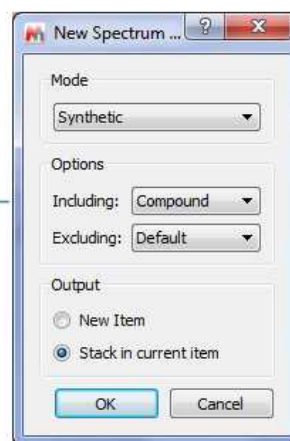 New Spectrum ...
Mode
Synthetic
Options
Including: Compound
Excluding: Default
Output
New Item
Stack in current item
OK Cancel